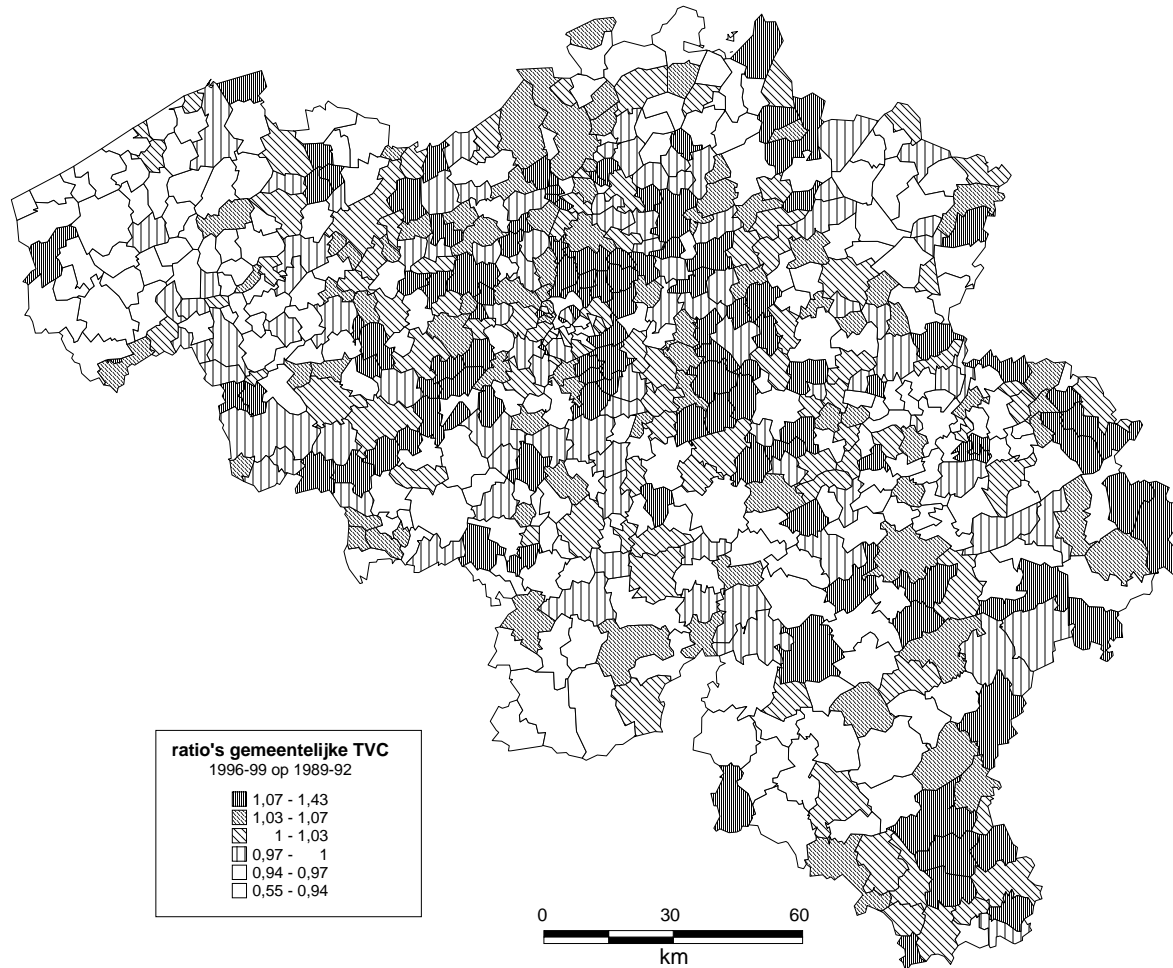 ratio's gemeentelijke TVC
1996-99 op 1989-92
1,07 - 1,43
1,03 - 1,07
1 - 1,03
0,97 - 1
0,94 - 0,97
0,55 - 0,94
0 30 60
km